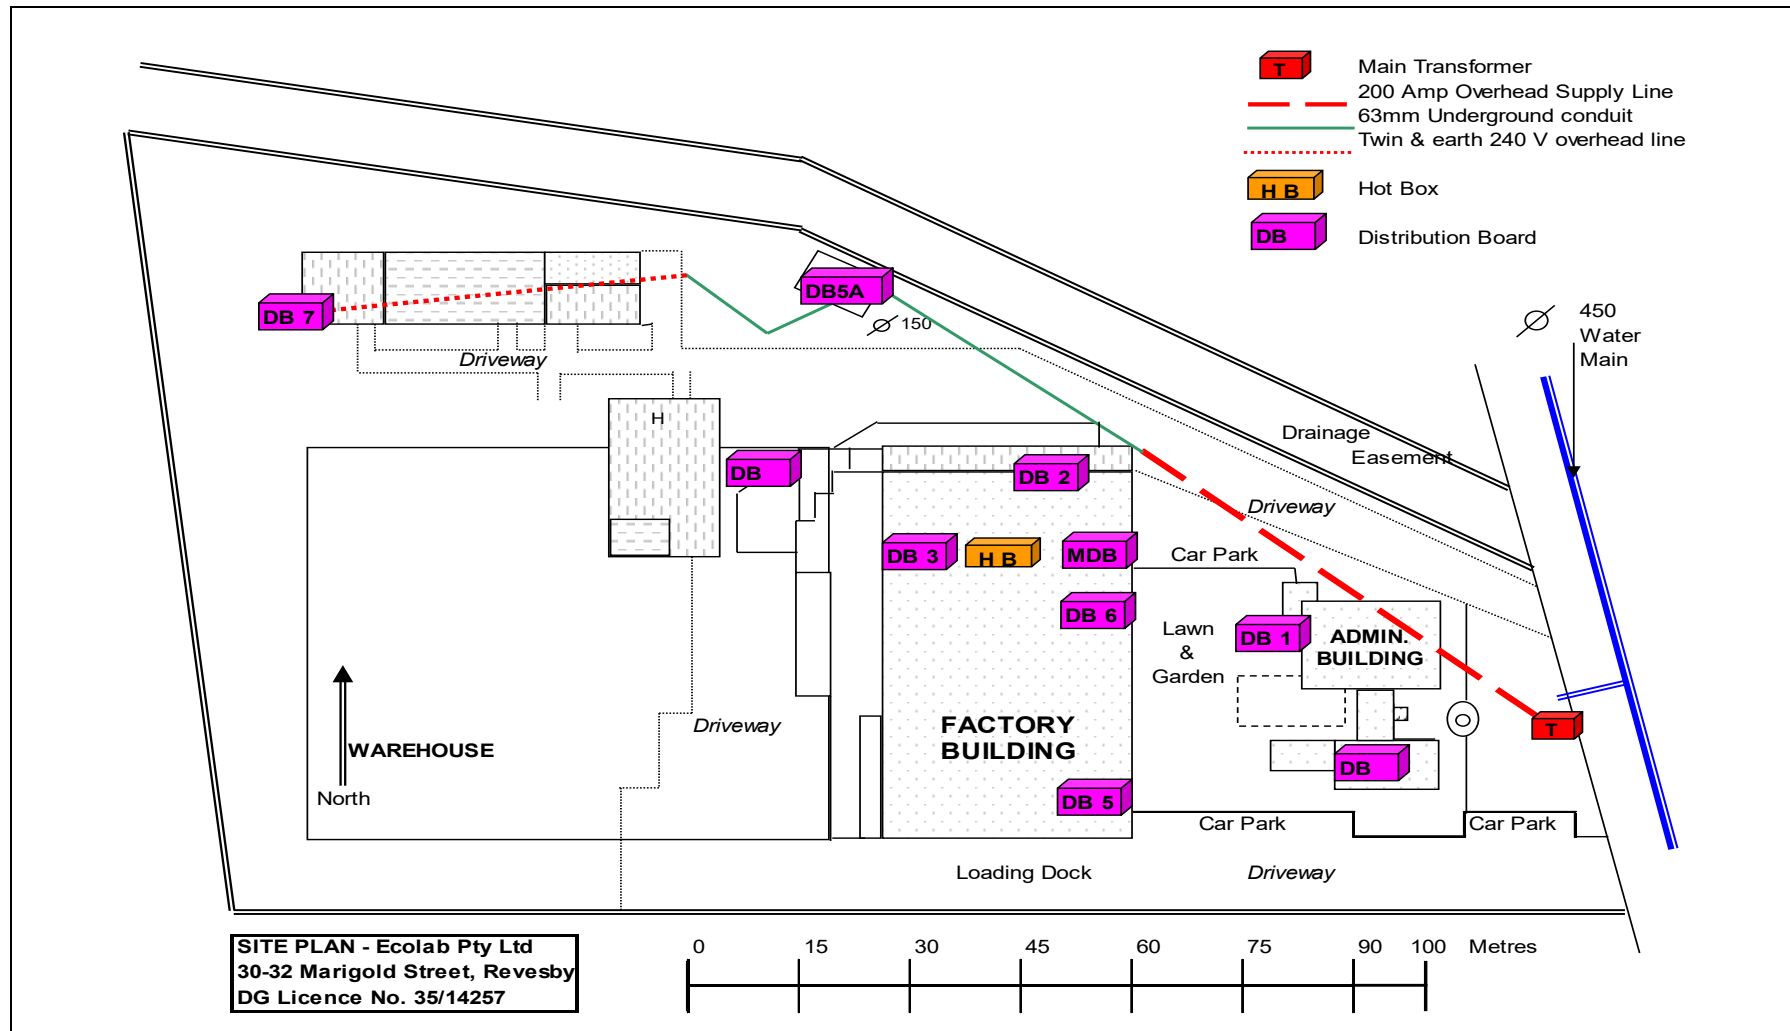 T
Main Transformer
200 Amp Overhead Supply Line
63mm Underground conduit
Twin & earth 240 V overhead line
H B
Hot Box
DB
Distribution Board
DB5A
DB 7
150
450
Water
Main
Driveway
H
Drainage
Easement
DB
DB 2
Driveway
DB 3
H B
MDB
Car Park
DB 6
Lawn
&
Garden
DB 1
ADMIN.
BUILDING
Driveway
FACTORY
BUILDING
T
WAREHOUSE
North
DB
DB 5
Car Park
Car Park
Loading Dock
Driveway
SITE PLAN - Ecolab Pty Ltd
30-32 Marigold Street, Revesby
DG Licence No. 35/14257
0 15 30 45 60 75 90 100 Metres